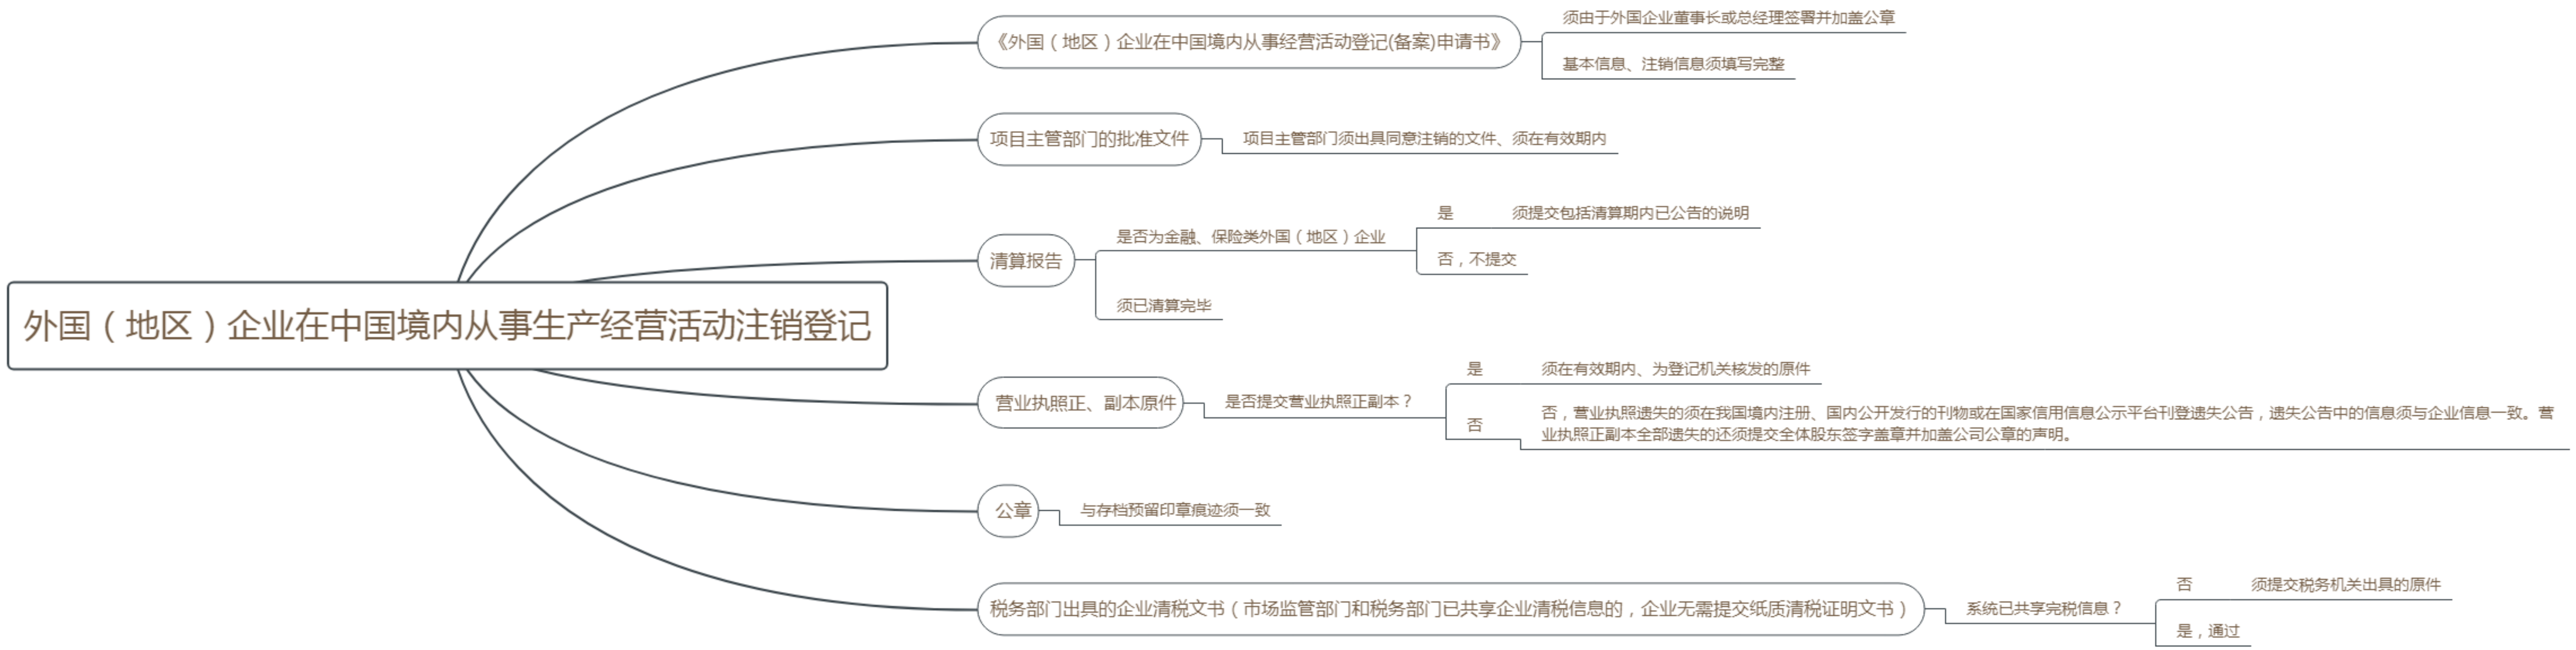 外国（地区）企业在中国境内从事生产经营活动注销登记
《外国（地区）企业在中国境内从事经营活动登记(备案)申请书》
须由于外国企业董事长或总经理签署并加盖公章
基本信息、注销信息须填写完整
项目主管部门的批准文件
项目主管部门须出具同意注销的文件、须在有效期内
清算报告
是否为金融、保险类外国（地区）企业
是
须提交包括清算期内已公告的说明
否，不提交
须已清算完毕
营业执照正、副本原件
是否提交营业执照正副本？
是
须在有效期内、为登记机关核发的原件
否
否，营业执照遗失的须在我国境内注册、国内公开发行的刊物或在国家信用信息公示平台刊登遗失公告，遗失公告中的信息须与企业信息一致。营
业执照正副本全部遗失的还须提交全体股东签字盖章并加盖公司公章的声明。
公章
与存档预留印章痕迹须一致
税务部门出具的企业清税文书（市场监管部门和税务部门已共享企业清税信息的，企业无需提交纸质清税证明文书）
系统已共享完税信息？
否
须提交税务机关出具的原件
是，通过